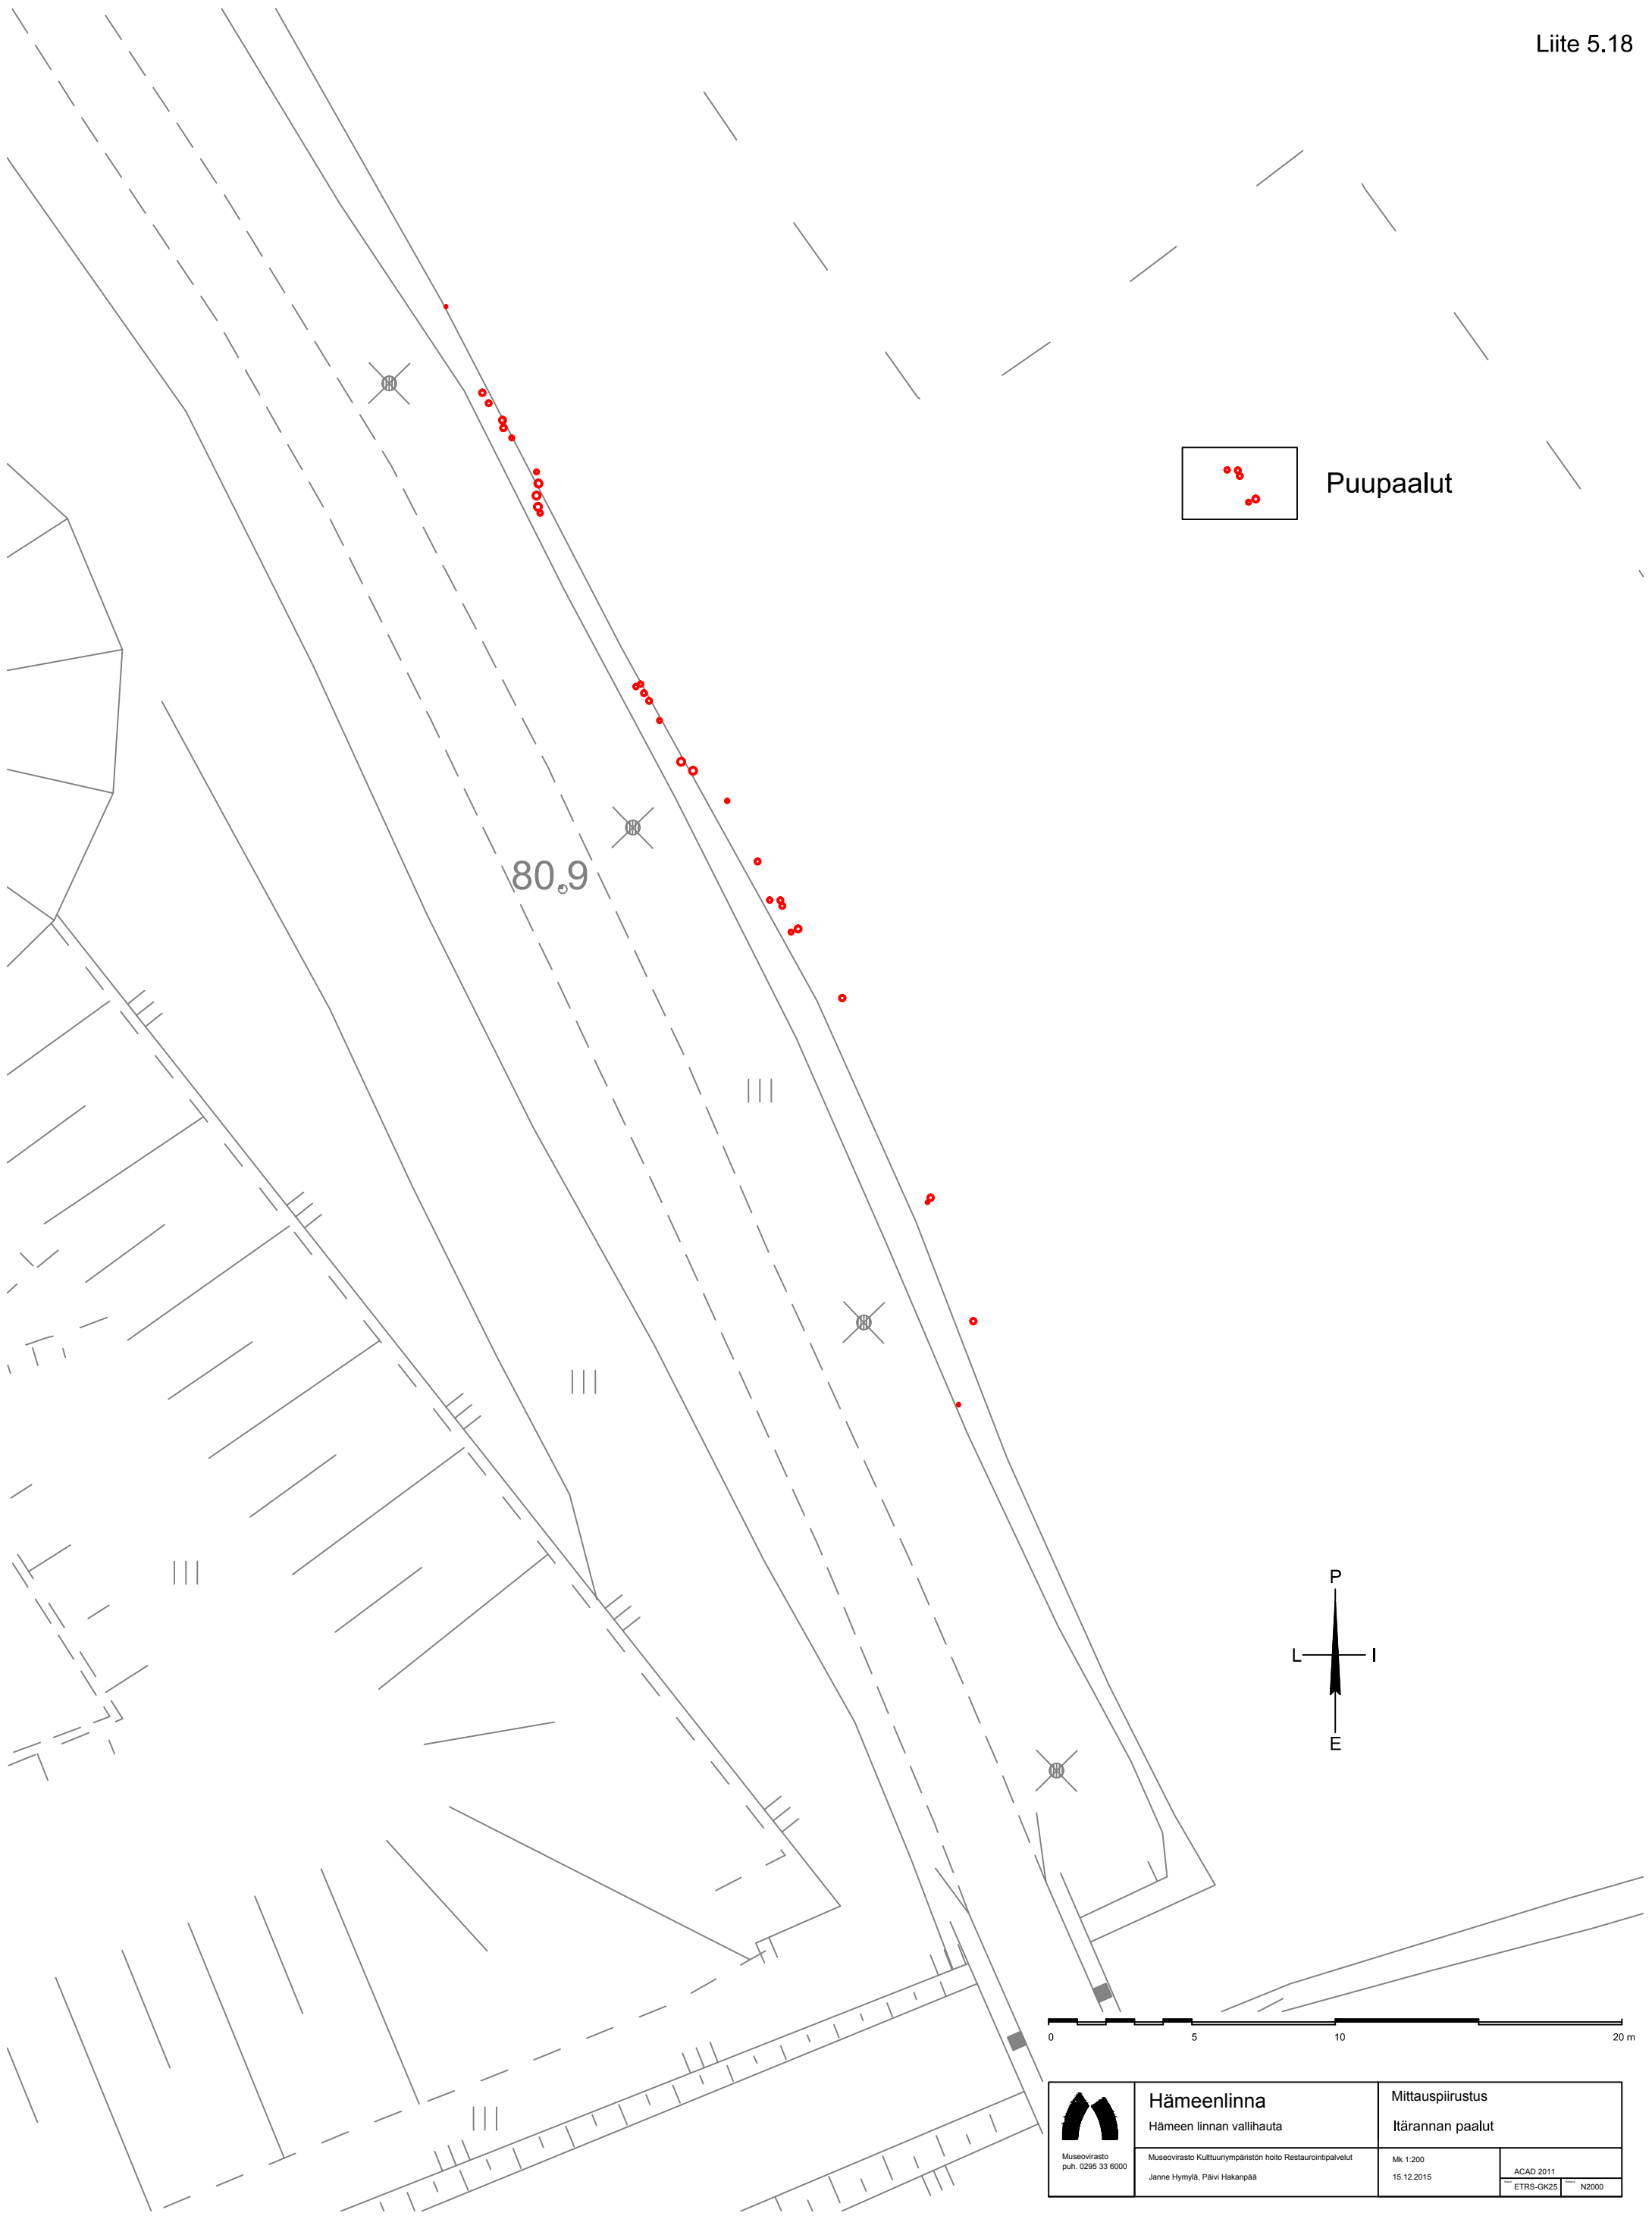 Liite 5.18
Puupaalut
80.9
P
L I
E
0 5 10 20 m
Museovirasto
puh. 0295 33 6000
Hämeenlinna
Hämeen linnan vallihauta
Museovirasto Kulttuuriympäristön hoito Restaurointipalvelut
Janne Hymylä, Päivi Hakanpää
Mittauspiirustus
Itärannan paalut
Mk 1:200
15.12.2015
ACAD 2011
ETRS-GK25
N2000